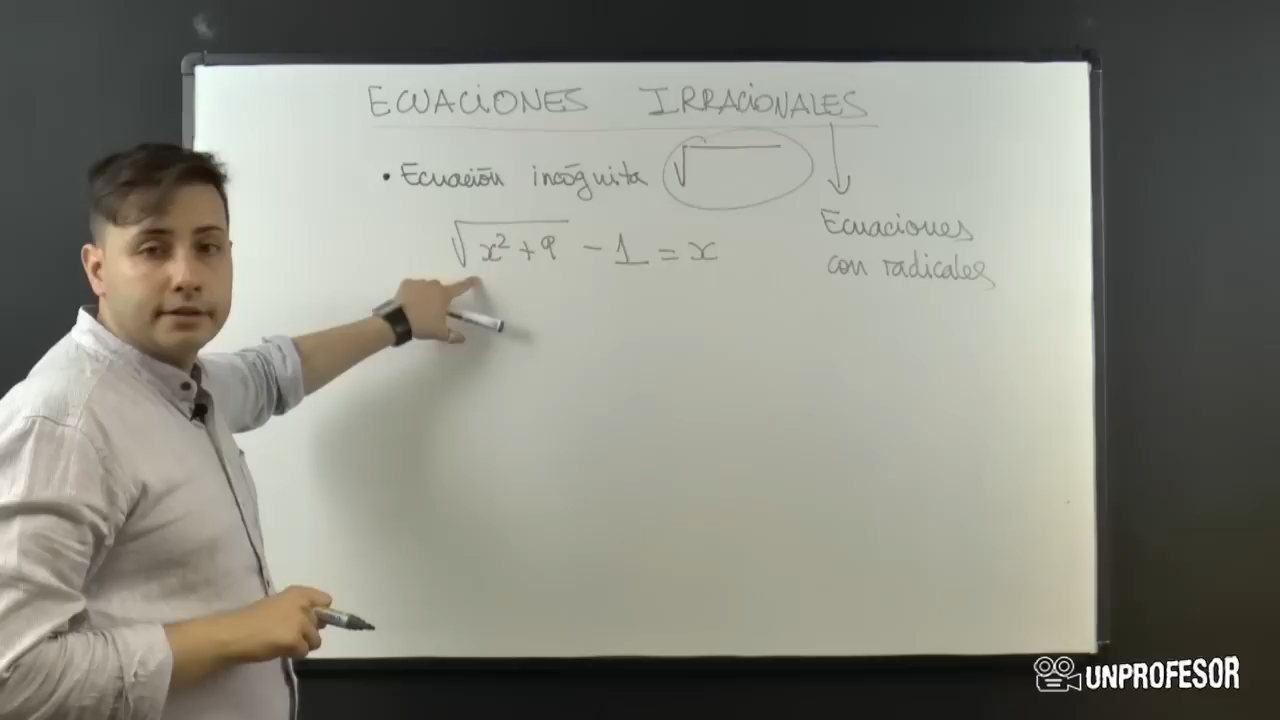 ECUACIONES IRRACIONALES
• Ecuación incógnita √
√x²+9 - 1 = x
Ecuaciones
con radicales
UNPROFESOR